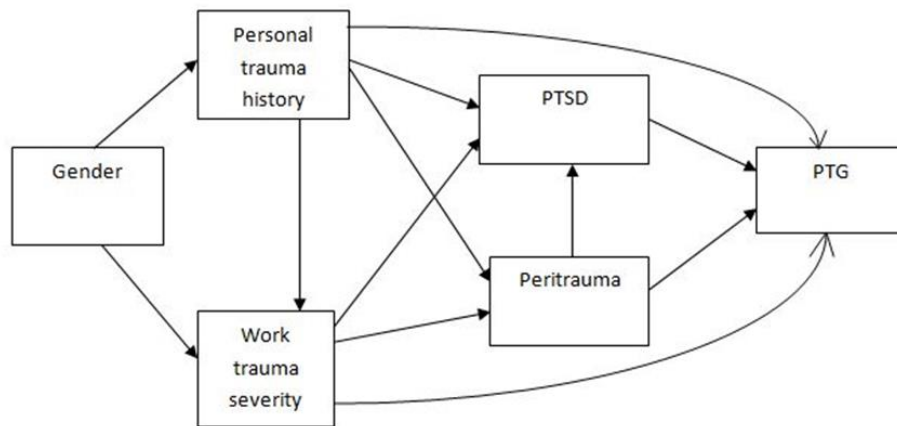 Personal
trauma
history
PTSD
Gender
PTG
Peritrauma
Work
trauma
severity